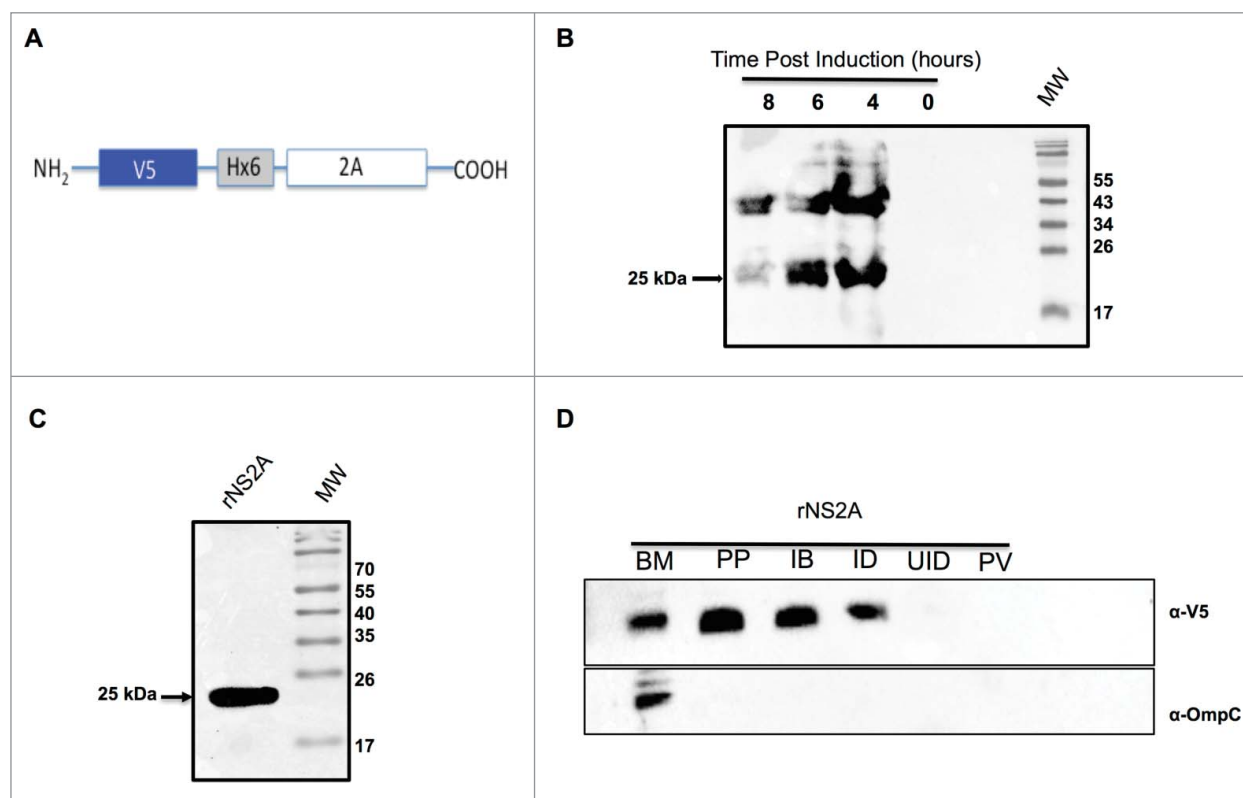 A
NH2 V5 Hx6 2A COOH
B
Time Post Induction (hours)
8 6 4 0 MW
55
43
34
26
25 kDa
17
C
rNS2A MW
70
55
40
35
26
25 kDa
17
D
rNS2A
BM PP IB ID UID PV
α-V5
α-OmpC